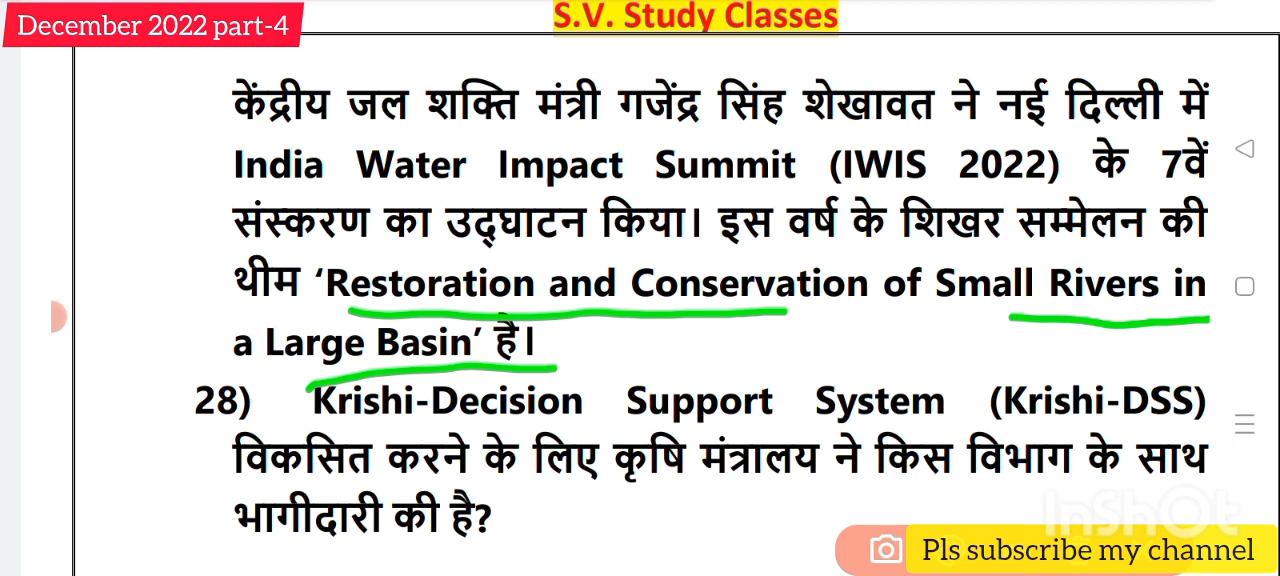 December 2022 part-4
S.V. Study Classes
केंद्रीय जल शक्ति मंत्री गजेंद्र सिंह शेखावत ने नई दिल्ली में
India Water Impact Summit (IWIS 2022) के 7वें
संस्करण का उद्घाटन किया। इस वर्ष के शिखर सम्मेलन की
थीम ‘Restoration and Conservation of Small Rivers in
a Large Basin’ है।
28) Krishi-Decision Support System (Krishi-DSS)
विकसित करने के लिए कृषि मंत्रालय ने किस विभाग के साथ
भागीदारी की है?
InShOt
Pls subscribe my channel